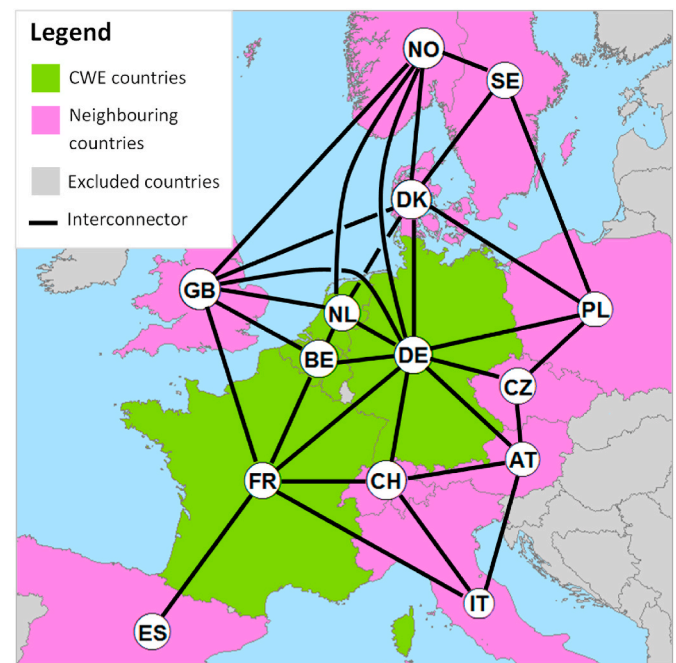 Legend
CWE countries
Neighbouring
countries
Excluded countries
Interconnector
NO
SE
DK
GB
NL
PL
BE
DE
CZ
AT
FR
CH
IT
ES